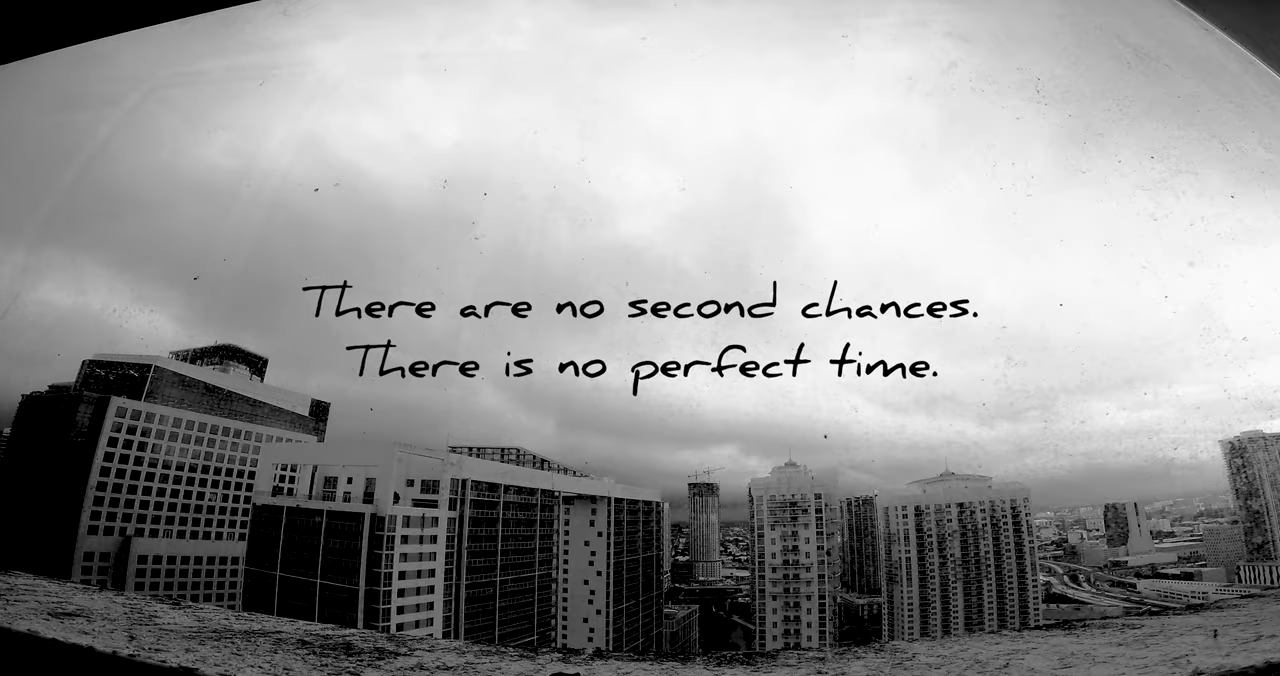 There are no second chances.
There is no perfect time.